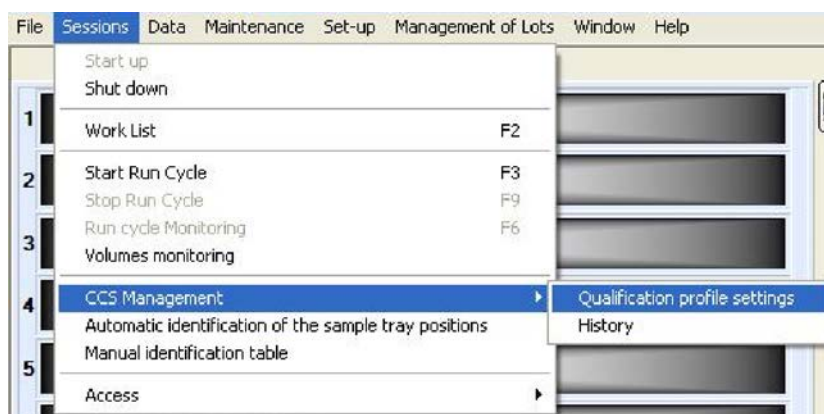 File Sessions Data Maintenance Set-up Management of Lots Window Help
Start up
Shut down
1
Work List F2
2
Start Run Cycle F3
Stop Run Cycle F9
Run cycle Monitoring F6
3
Volumes monitoring
4
CCS Management Qualification profile settings
Automatic identification of the sample tray positions History
Manual identification table
5
Access